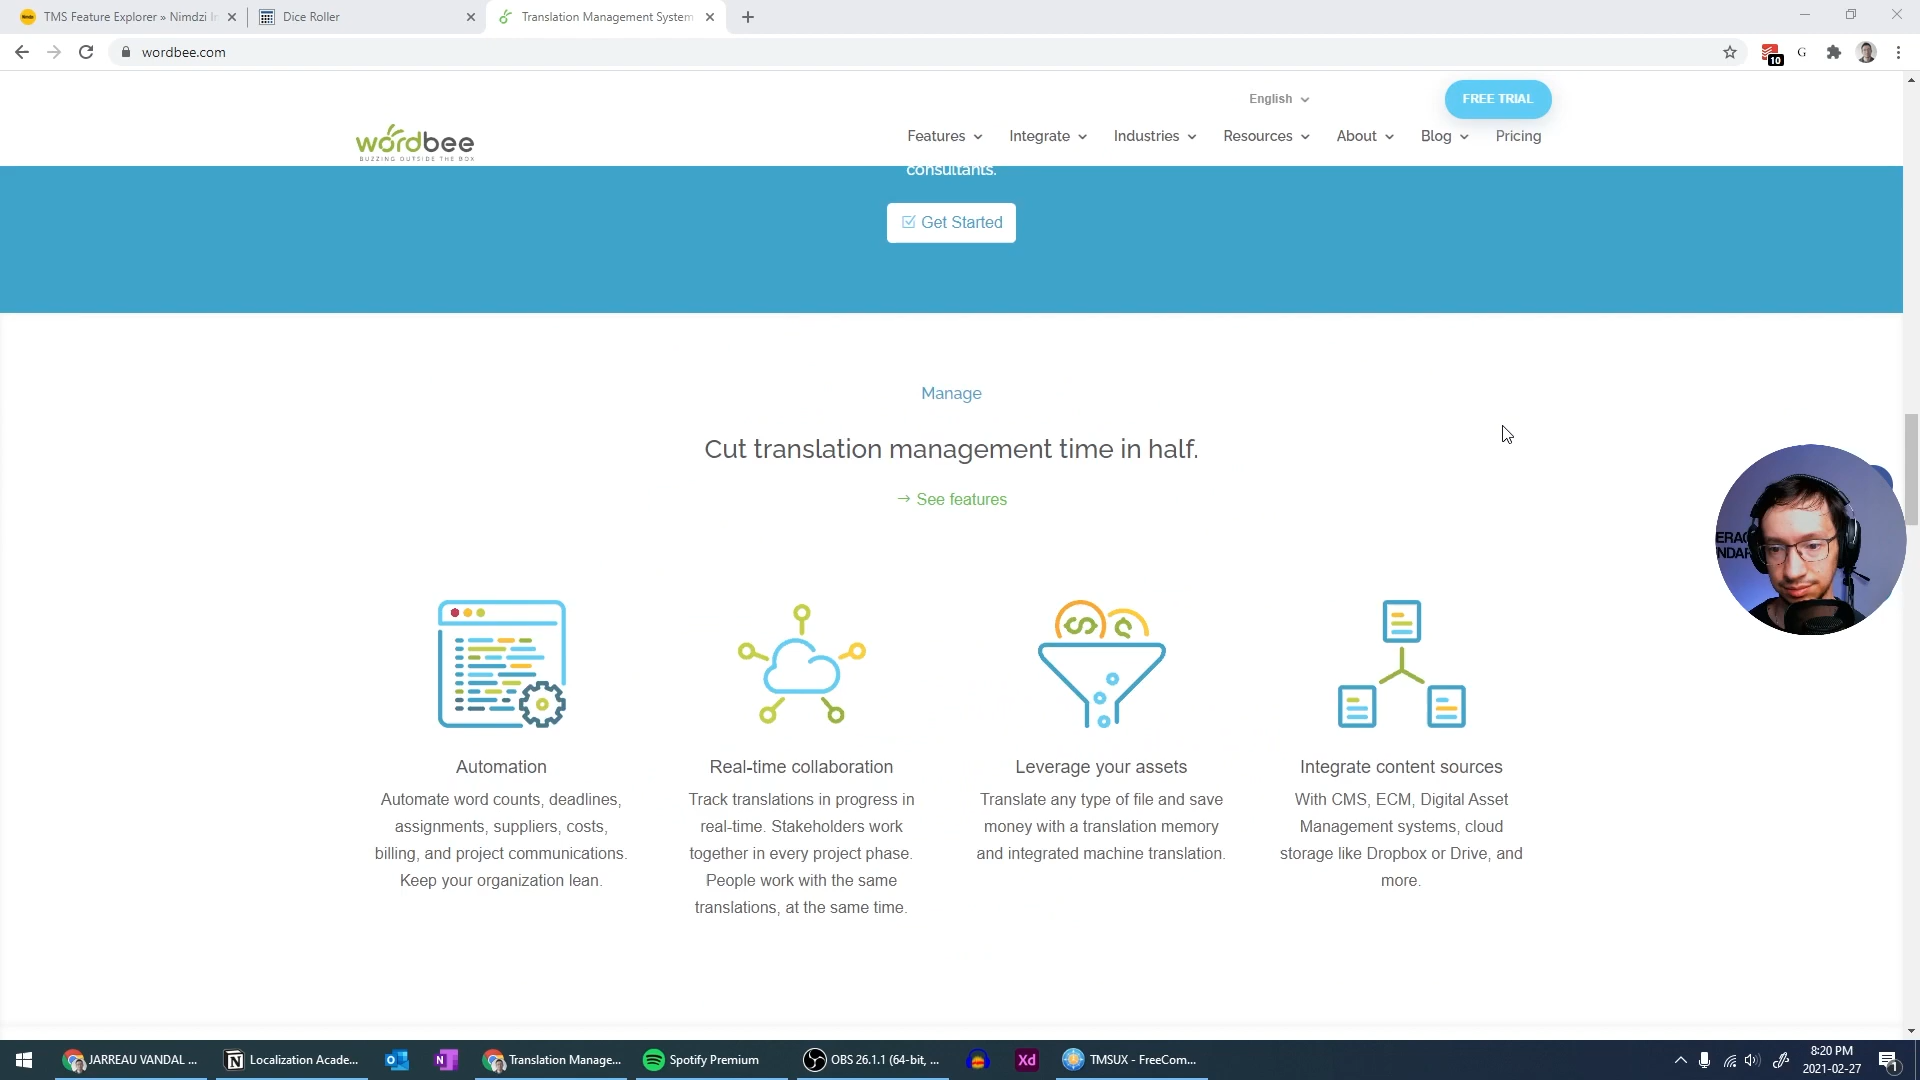 TMS Feature Explorer » Nimdzi In
Dice Roller
Translation Management System
wordbee.com
10
G
English
FREE TRIAL
wordbee
BUZZING OUTSIDE THE BOX
Features
Integrate
Industries
Resources
About
Blog
Pricing
consultants.
Get Started
Manage
Cut translation management time in half.
→ See features
Automation
Automate word counts, deadlines,
assignments, suppliers, costs,
billing, and project communications.
Keep your organization lean.
Real-time collaboration
Track translations in progress in
real-time. Stakeholders work
together in every project phase.
People work with the same
translations, at the same time.
Leverage your assets
Translate any type of file and save
money with a translation memory
and integrated machine translation.
Integrate content sources
With CMS, ECM, Digital Asset
Management systems, cloud
storage like Dropbox or Drive, and
more.
JARREAU VANDAL ...
Localization Acade...
Translation Manage...
Spotify Premium
OBS 26.1.1 (64-bit, ...
Xd
TMSUX - FreeCom...
8:20 PM
2021-02-27
1